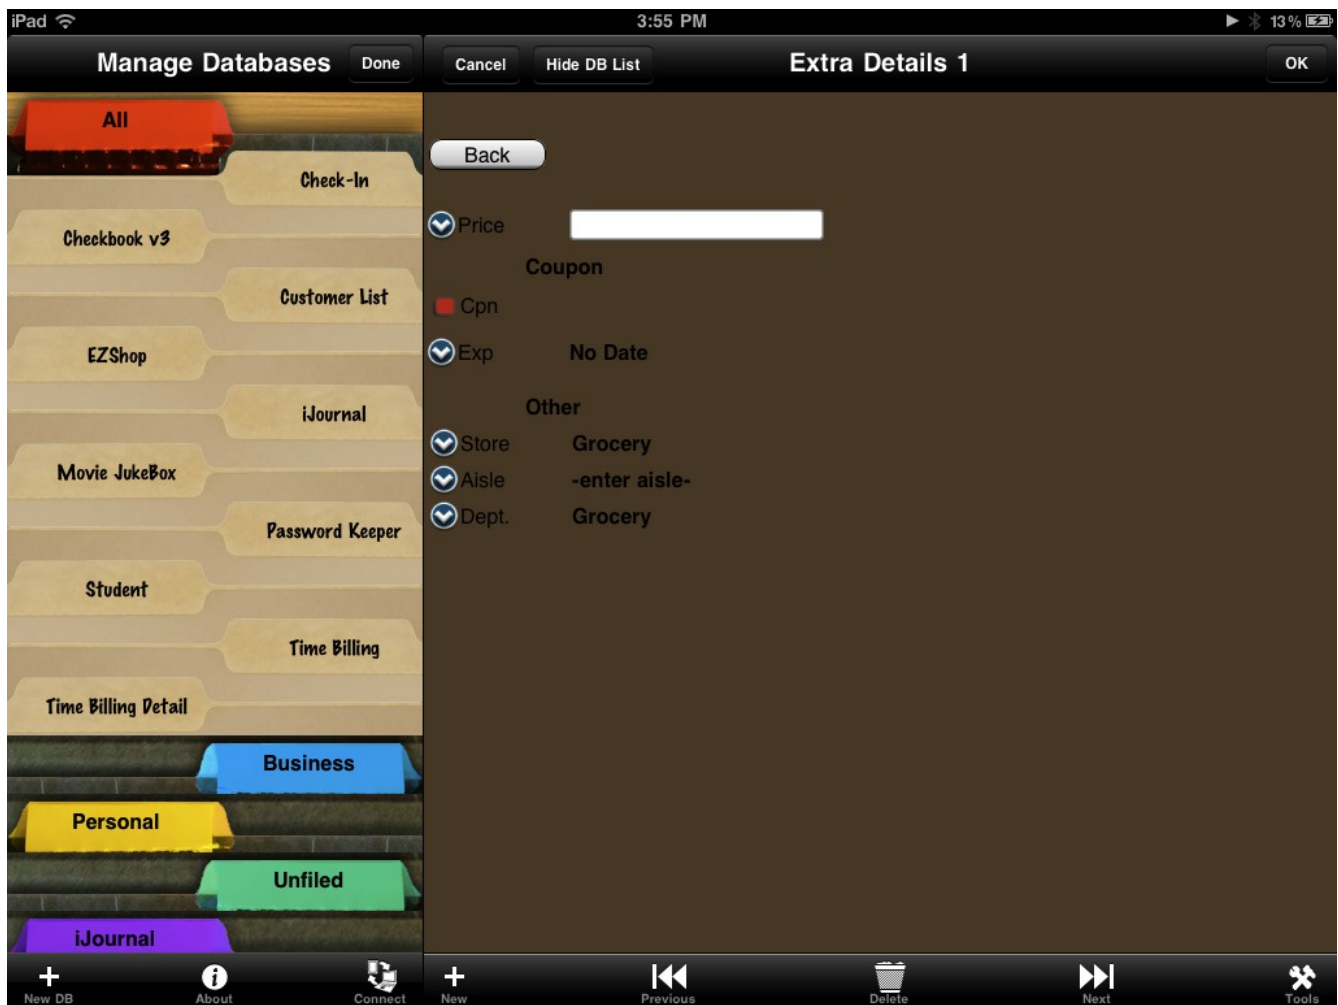 iPad 3:55 PM 13%
Manage Databases Done
Cancel Hide DB List Extra Details 1 OK
All
Check-In
Checkbook v3
Customer List
EZShop
iJournal
Movie JukeBox
Password Keeper
Student
Time Billing
Time Billing Detail
Business
Personal
Unfiled
iJournal
New DB About Connect
Back
Price
Coupon
Cpn
Exp No Date
Other
Store Grocery
Aisle -enter aisle-
Dept. Grocery
New Previous Delete Next Tools